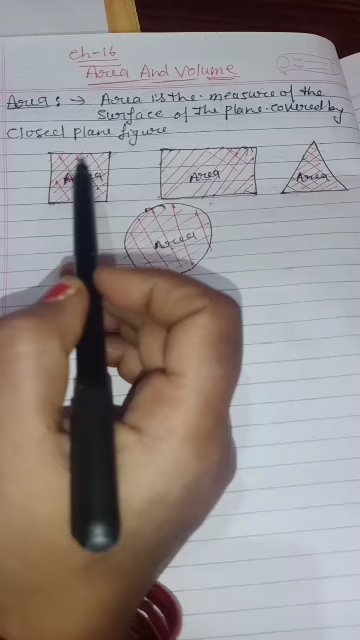 ch-16
Area And Volume
Area :→ Area is the measure of the
surface of the plane covered by
closed plane figure
Area
Area
Area
Area